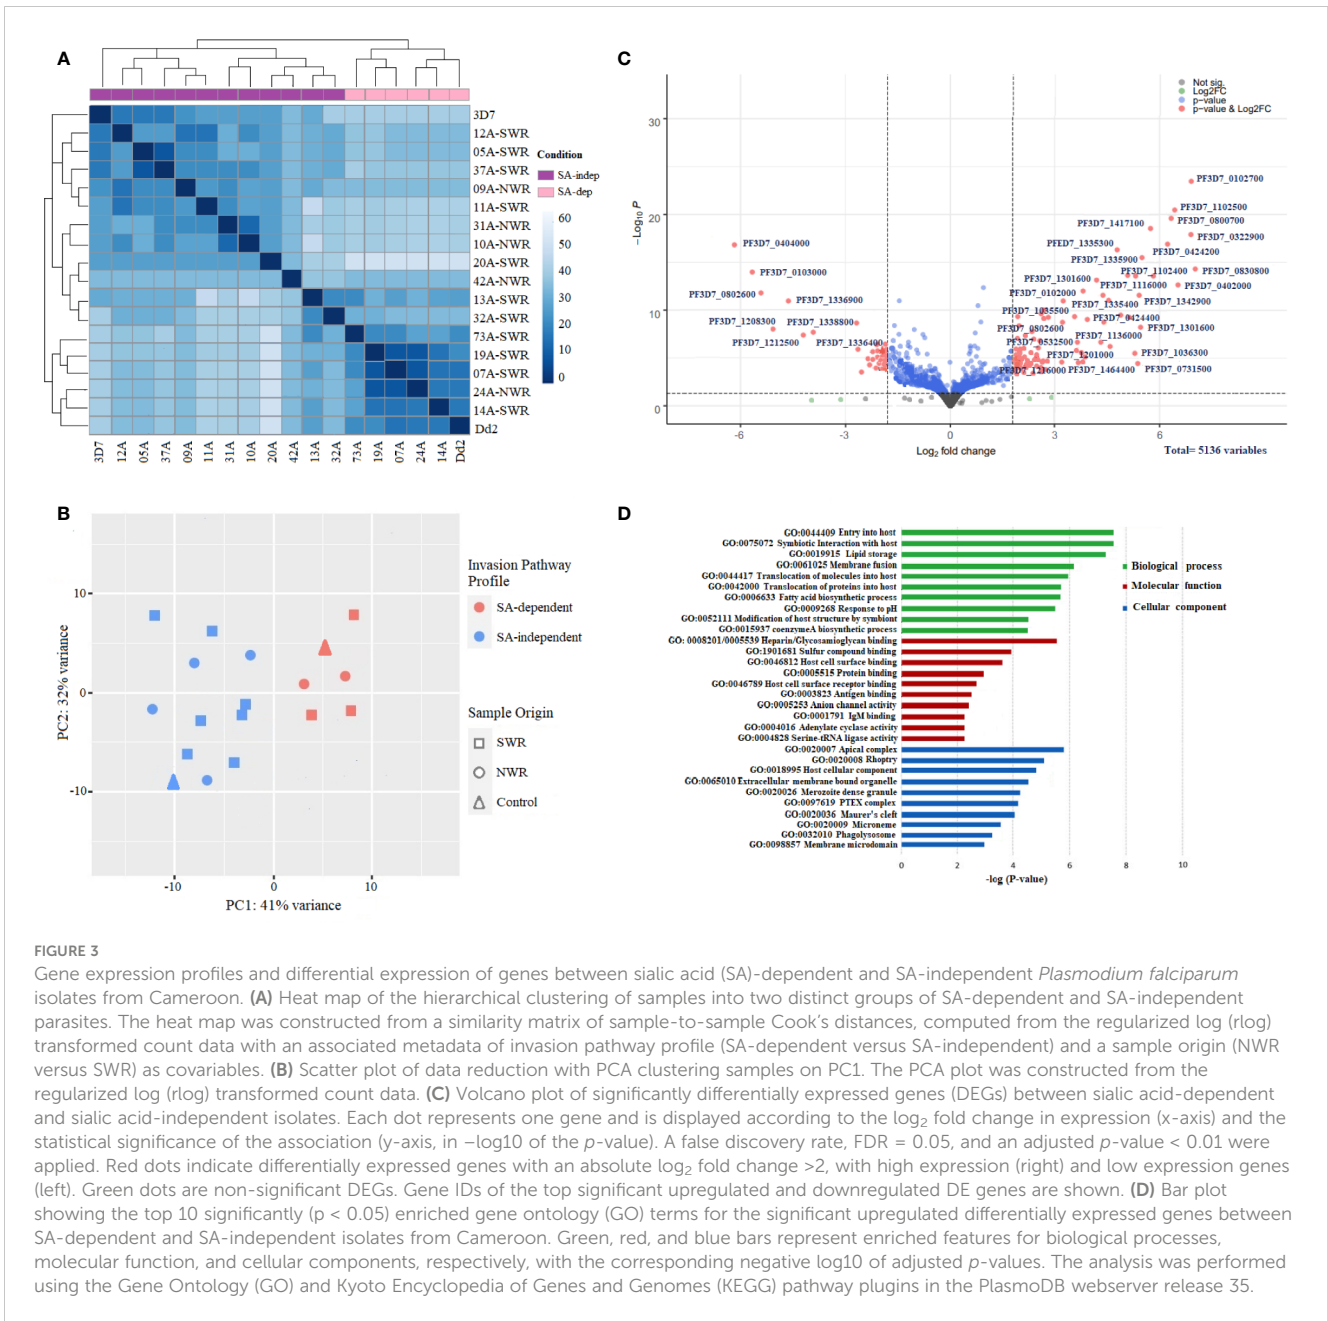 A
3D7
12A-SWR
05A-SWR
37A-SWR
09A-NWR
11A-SWR
31A-NWR
10A-NWR
20A-SWR
42A-NWR
13A-SWR
32A-SWR
73A-SWR
19A-SWR
07A-SWR
24A-NWR
14A-SWR
Dd2
Condition
SA-indep
SA-dep
60
50
40
30
20
10
0
3D7
12A
05A
37A
09A
11A
31A
10A
20A
42A
13A
32A
73A
19A
07A
24A
14A
Dd2
C
Not sig.
Log2FC
p-value
p-value & Log2FC
−Log10 P
30
20
10
0
-6
-3
0
3
6
Log2 fold change
Total= 5136 variables
PF3D7_0102700
PF3D7_1102500
PF3D7_0800700
PF3D7_1417100
PF3D7_0322900
PFED7_1335300
PF3D7_0424200
PF3D7_1335900
PF3D7_0404000
PF3D7_0103000
PF3D7_1102400
PF3D7_0830800
PF3D7_1301600
PF3D7_1116000
PF3D7_0402000
PF3D7_0802600
PF3D7_0102000
PF3D7_1336900
PF3D7_1335400
PF3D7_1342900
PF3D7_1035500
PF3D7_0424400
PF3D7_1208300
PF3D7_1338800
PF3D7_0802600
PF3D7_1301600
PF3D7_1136000
PF3D7_1212500
PF3D7_1336400
PF3D7_0532500
PF3D7_1201000
PF3D7_1036300
PF3D7_1216000
PF3D7_1464400
PF3D7_0731500
B
10
0
-10
PC2: 32% variance
-10
0
10
PC1: 41% variance
Invasion Pathway
Profile
SA-dependent
SA-independent
Sample Origin
SWR
NWR
Control
D
GO:0044409 Entry into host
GO:0075072 Symbiotic Interaction with host
GO:0019915 Lipid storage
GO:0061025 Membrane fusion
GO:0044417 Translocation of molecules into host
GO:0042000 Translocation of proteins into host
GO:0006633 Fatty acid biosynthetic process
GO:0009268 Response to pH
GO:0052111 Modification of host structure by symbiont
GO:0015937 coenzymeA biosynthetic process
GO: 0008201/0005539 Heparin/Glycosamioglycan binding
GO:1901681 Sulfur compound binding
GO:0046812 Host cell surface binding
GO:0005515 Protein binding
GO:0046789 Host cell surface receptor binding
GO:0003823 Antigen binding
GO:0005253 Anion channel activity
GO:0001791 IgM binding
GO:0004016 Adenylate cyclase activity
GO:0004828 Serine-tRNA ligase activity
GO:0020007 Apical complex
GO:0020008 Rhoptry
GO:0018995 Host cellular component
GO:0065010 Extracellular membrane bound organelle
GO:0020026 Merozoite dense granule
GO:0097619 PTEX complex
GO:0020036 Maurer's cleft
GO:0020009 Microneme
GO:0032010 Phagolysosome
GO:0098857 Membrane microdomain
Biological process
Molecular function
Cellular component
0
2
4
6
8
10
-log (P-value)
FIGURE 3
Gene expression profiles and differential expression of genes between sialic acid (SA)-dependent and SA-independent Plasmodium falciparum
isolates from Cameroon. (A) Heat map of the hierarchical clustering of samples into two distinct groups of SA-dependent and SA-independent
parasites. The heat map was constructed from a similarity matrix of sample-to-sample Cook's distances, computed from the regularized log (rlog)
transformed count data with an associated metadata of invasion pathway profile (SA-dependent versus SA-independent) and a sample origin (NWR
versus SWR) as covariables. (B) Scatter plot of data reduction with PCA clustering samples on PC1. The PCA plot was constructed from the
regularized log (rlog) transformed count data. (C) Volcano plot of significantly differentially expressed genes (DEGs) between sialic acid-dependent
and sialic acid-independent isolates. Each dot represents one gene and is displayed according to the log2 fold change in expression (x-axis) and the
statistical significance of the association (y-axis, in −log10 of the p-value). A false discovery rate, FDR = 0.05, and an adjusted p-value < 0.01 were
applied. Red dots indicate differentially expressed genes with an absolute log2 fold change >2, with high expression (right) and low expression genes
(left). Green dots are non-significant DEGs. Gene IDs of the top significant upregulated and downregulated DE genes are shown. (D) Bar plot
showing the top 10 significantly (p < 0.05) enriched gene ontology (GO) terms for the significant upregulated differentially expressed genes between
SA-dependent and SA-independent isolates from Cameroon. Green, red, and blue bars represent enriched features for biological processes,
molecular function, and cellular components, respectively, with the corresponding negative log10 of adjusted p-values. The analysis was performed
using the Gene Ontology (GO) and Kyoto Encyclopedia of Genes and Genomes (KEGG) pathway plugins in the PlasmoDB webserver release 35.